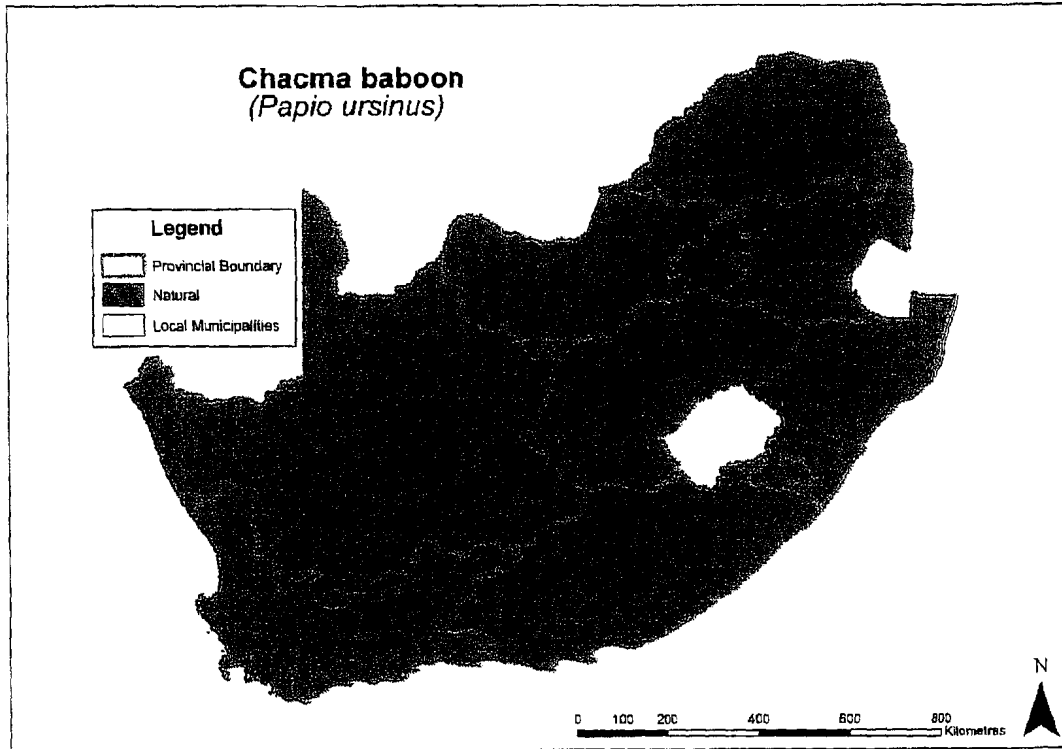 Chacma baboon
(Papio ursinus)
Legend
Provincial Boundary
Natural
Local Municipalities
N
0 100 200 400 600 800
Kilometres